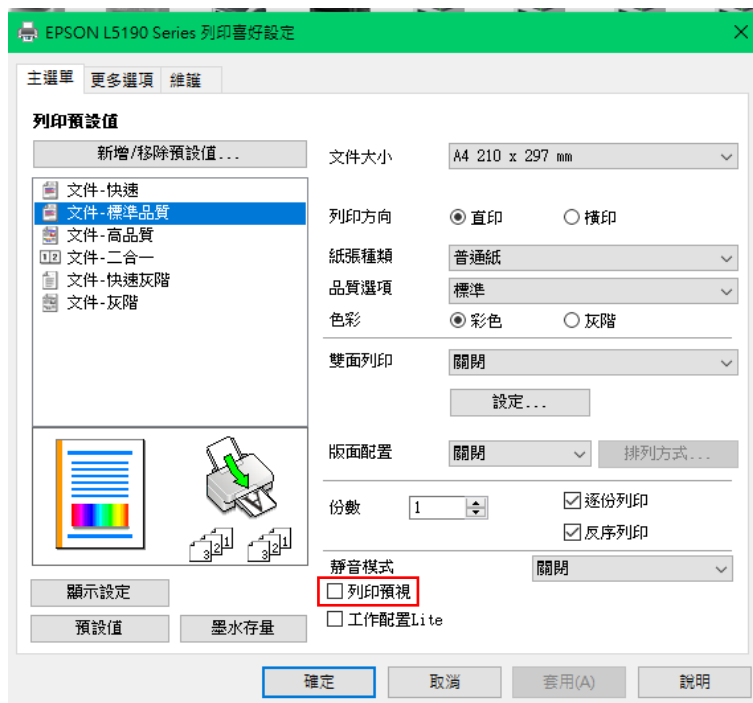 EPSON L5190 Series 列印喜好設定
主選單 更多選項 維護
列印預設值
新增/移除預設值...
文件-快速
文件-標準品質
文件-高品質
12 文件-二合一
文件-快速灰階
文件-灰階
3 2 1 3 2 1
顯示設定
預設值 墨水存量
文件大小 A4 210 x 297 mm
列印方向 直印 橫印
紙張種類 普通紙
品質選項 標準
色彩 彩色 灰階
雙面列印 關閉
設定...
版面配置 關閉 排列方式...
份數 1 逐份列印
反序列印
靜音模式 關閉
列印預視
工作配置Lite
確定 取消 套用(A) 說明